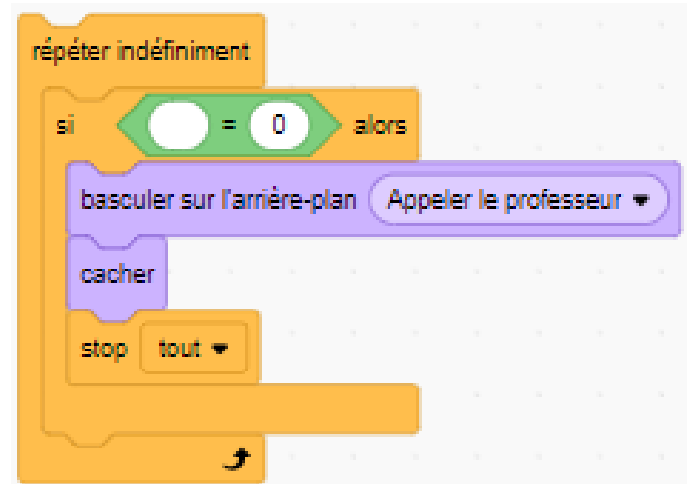 répéter indéfiniment
si = 0 alors
basculer sur l'arrière-plan Appeler le professeur
cacher
stop tout